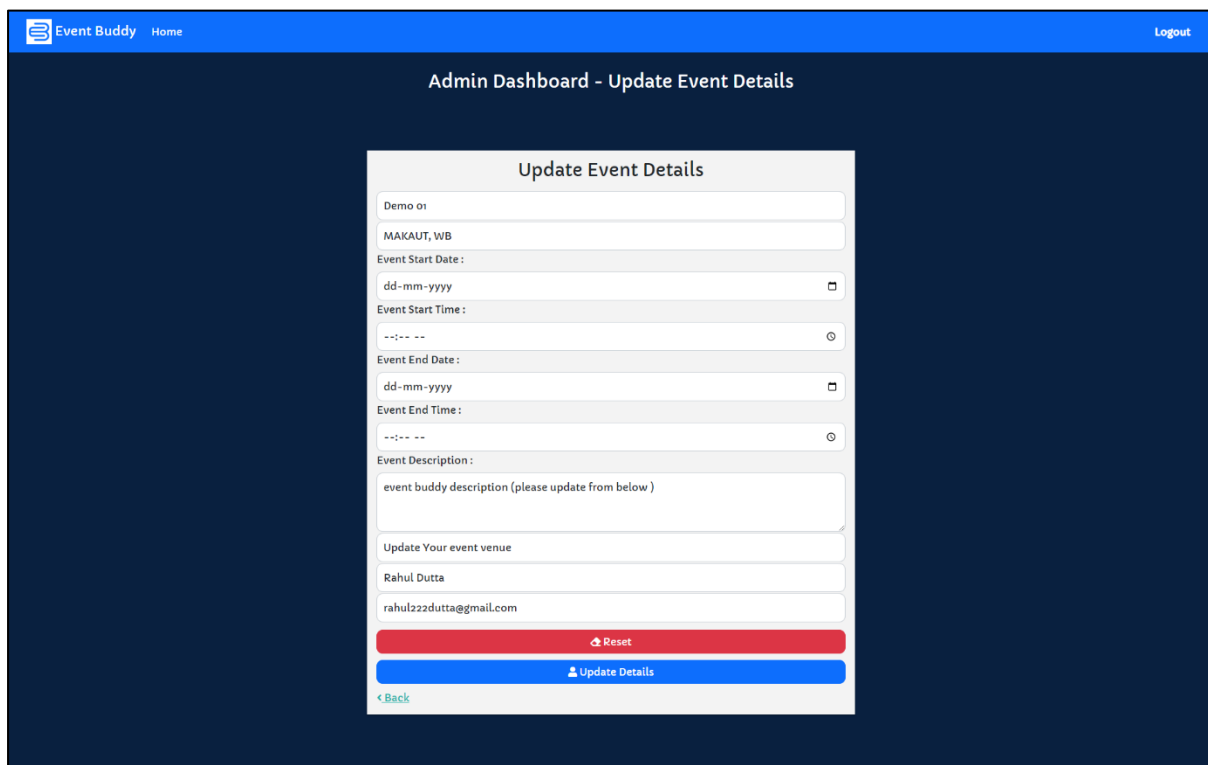 Event Buddy Home Logout
Admin Dashboard - Update Event Details
Update Event Details
Demo 01
MAKAUT, WB
Event Start Date :
dd-mm-yyyy
Event Start Time :
--:-- --
Event End Date :
dd-mm-yyyy
Event End Time :
--:-- --
Event Description :
event buddy description (please update from below )
Update Your event venue
Rahul Dutta
rahul222dutta@gmail.com
Reset
Update Details
< Back